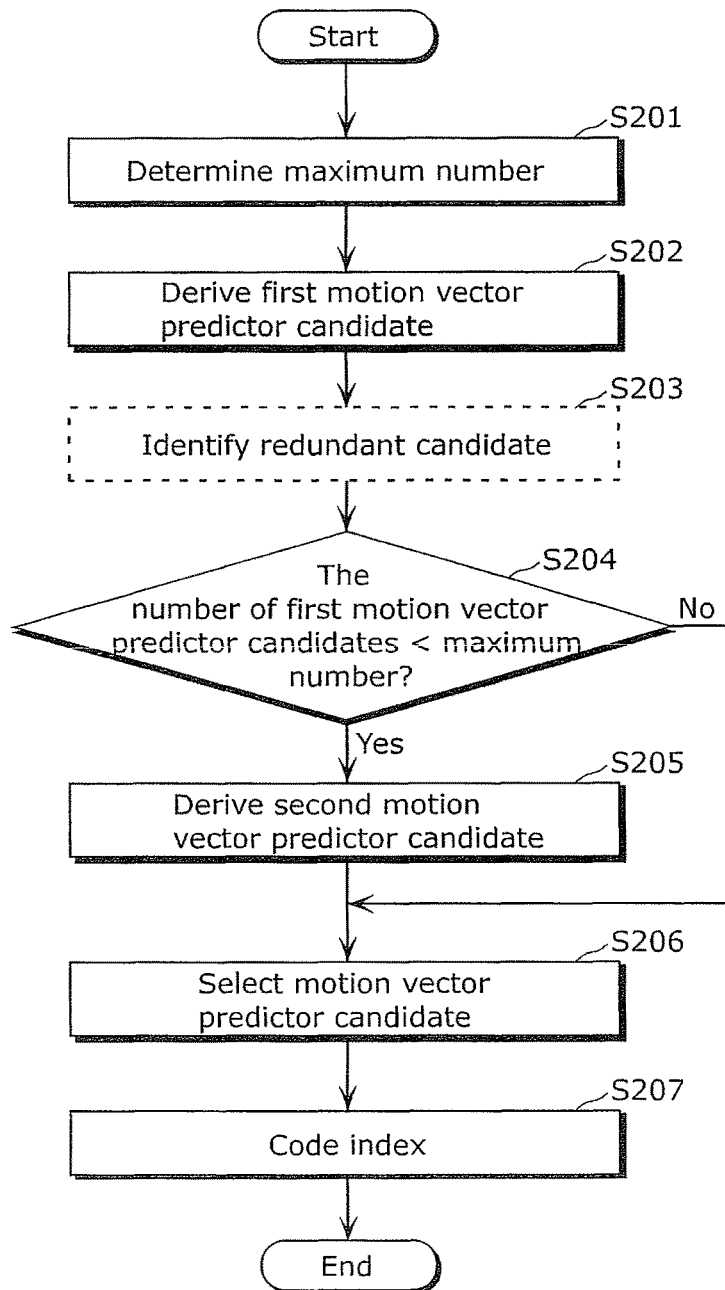 Start
S201
Determine maximum number
S202
Derive first motion vector
predictor candidate
S203
Identify redundant candidate
S204
The
number of first motion vector
predictor candidates < maximum
number?
No
Yes
S205
Derive second motion
vector predictor candidate
S206
Select motion vector
predictor candidate
S207
Code index
End